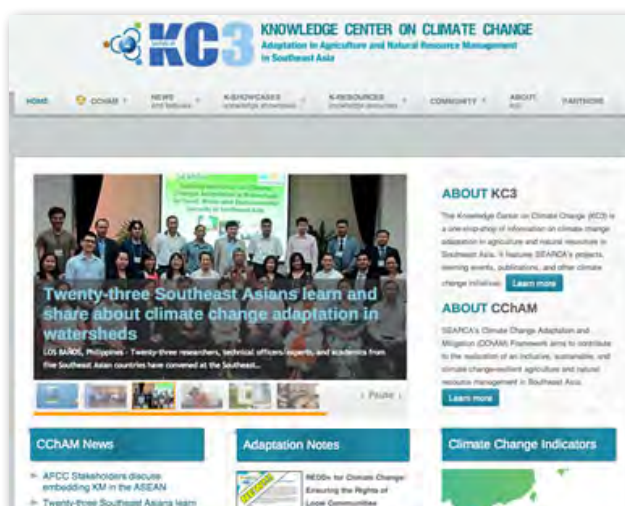 KC3
KNOWLEDGE CENTER ON CLIMATE CHANGE
Adaptation in Agriculture and Natural
Resource Management
in Southeast Asia
HOME
CCHAM
NEWS
and features
K-SHOWCASES
knowledge showcases
K-RESOURCES
knowledge resources
COMMUNITY
ABOUT
PARTNERS
Twenty-three Southeast Asians learn and
share about climate change adaptation in
watersheds
LOS BAÑOS, Philippines - Twenty-three researchers, technical officers/experts, and academics from
five Southeast Asian countries have convened at the Southeast...
‹ Pause ›
ABOUT KC3
The Knowledge Center on Climate Change (KC3) is
a one-stop-shop of information on climate change
adaptation in agriculture and natural resources in
Southeast Asia. It features SEARCA's projects,
learning events, publications, and other climate
change initiatives.
Learn more
ABOUT CChAM
SEARCA's Climate Change Adaptation and
Mitigation (CChAM) Framework aims to contribute
to the realization of an inclusive, sustainable, and
climate change-resilient agriculture and natural
resource management in Southeast Asia.
Learn more
CChAM News
AFCC Stakeholders discuss
embedding KM in the ASEAN
Twenty-three Southeast Asians learn
Adaptation Notes
REDD+ for Climate Change:
Ensuring the Rights of
Local Communities
Climate Change Indicators